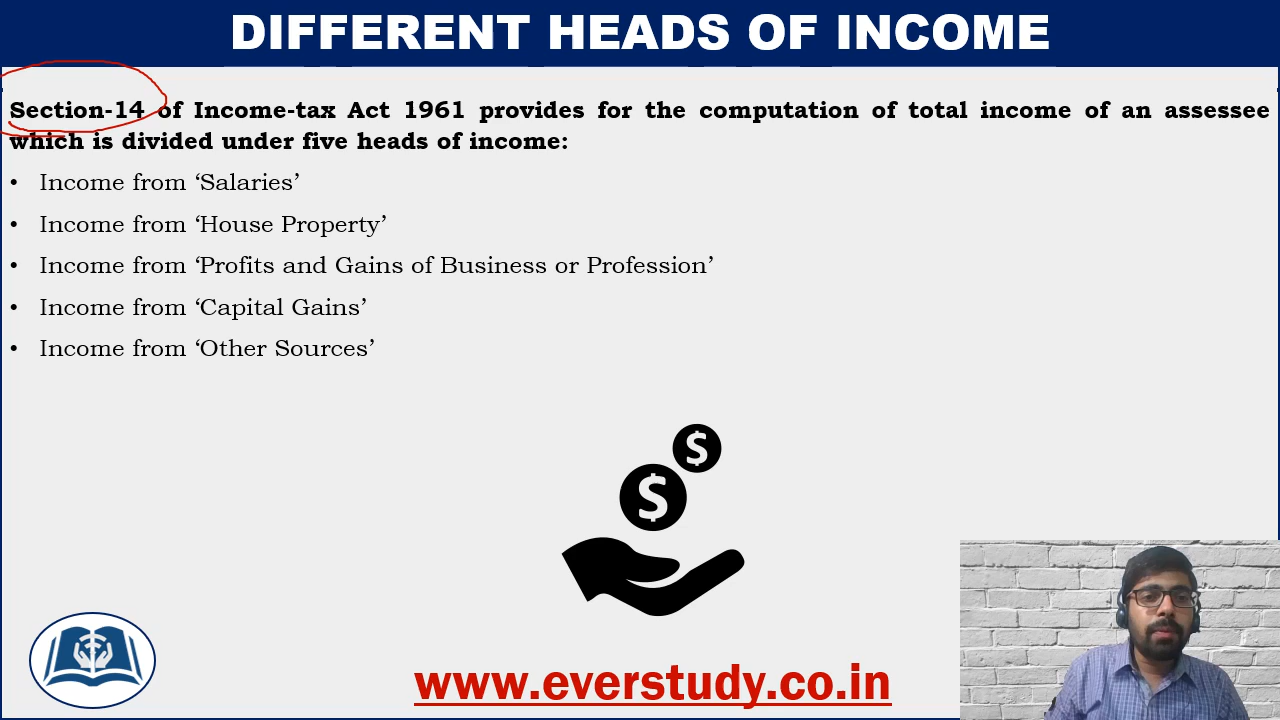 DIFFERENT HEADS OF INCOME
Section-14 of Income-tax Act 1961 provides for the computation of total income of an assessee
which is divided under five heads of income:
• Income from ‘Salaries’
• Income from ‘House Property’
• Income from ‘Profits and Gains of Business or Profession’
• Income from ‘Capital Gains’
• Income from ‘Other Sources’
$
$
www.everstudy.co.in